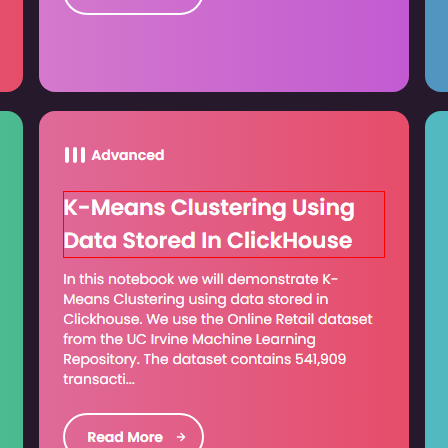 Advanced
K-Means Clustering Using
Data Stored In ClickHouse
In this notebook we will demonstrate K-
Means Clustering using data stored in
Clickhouse. We use the Online Retail dataset
from the UC Irvine Machine Learning
Repository. The dataset contains 541,909
transacti...
Read More →